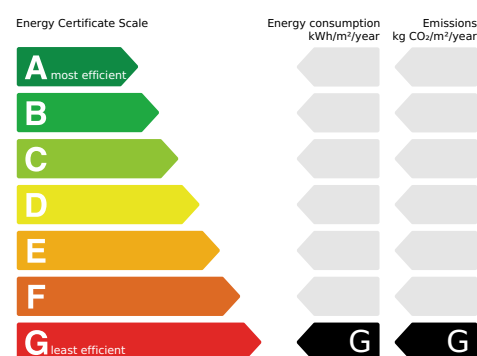 Energy Certificate Scale
Energy consumption
kWh/m²/year
Emissions
kg CO₂/m²/year
A most efficient
B
C
D
E
F
G least efficient
G
G